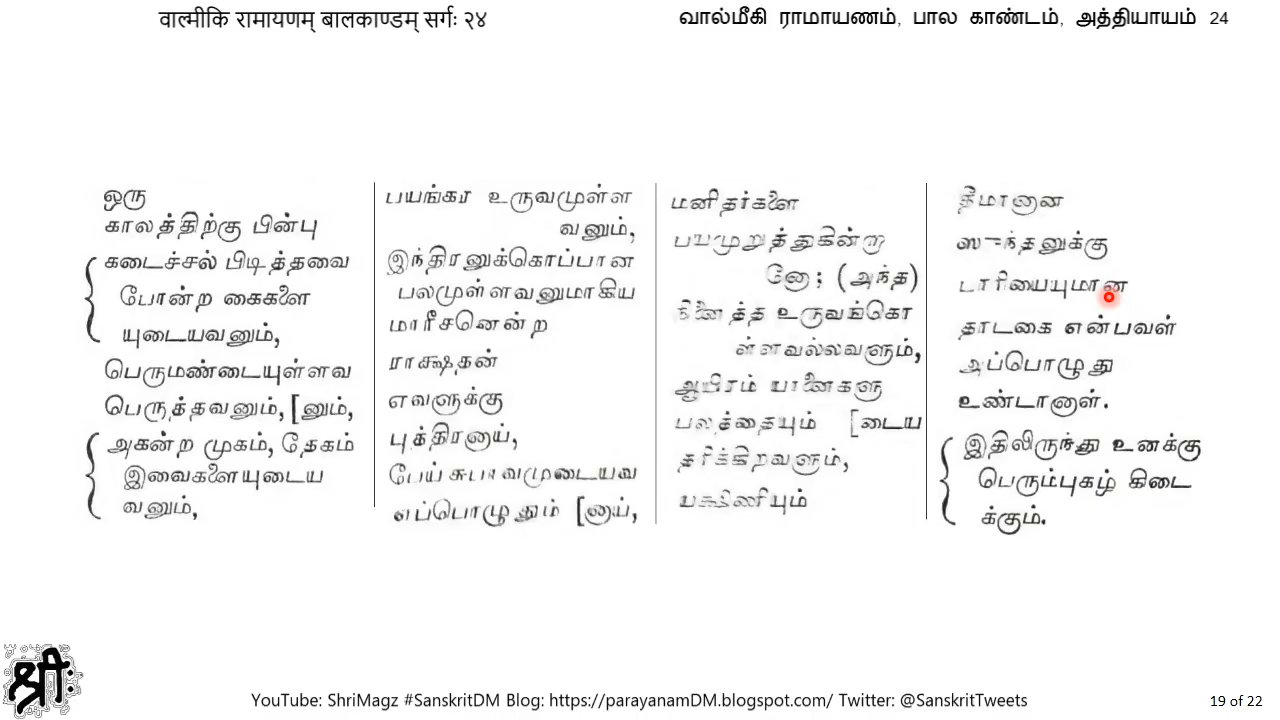 वाल्मीकि रामायणम् बालकाण्डम् सर्गः २४
வால்மீகி ராமாயணம், பால காண்டம், அத்தியாயம் 24
ஒரு
காலத்திற்கு பின்பு
கடைச்சல் பிடித்தவை
போன்ற கைகளை
யுடையவனும்,
பெருமண்டையுள்ளவ
பெருத்தவனும், [னும்,
அகன்ற முகம், தேகம்
இவைகளையுடைய
வனும்,
பயங்கர உருவமுள்ள
வனும்,
இந்திரனுக்கொப்பான
பலமுள்ளவனுமாகிய
மாரீசனென்ற
ராக்ஷதன்
எவளுக்கு
புத்திரனாய்,
பேய் சுபாவமுடையவ
எப்பொழுதும் [னாய்,
மனிதர்களை
பயமுறுத்துகின்றா
னோ; (அந்த)
நினைத்த உருவங்கொ
ள்ளவல்லவளும்,
ஆயிரம் யானைகளு
பலத்தையும் [டைய
தரிக்கிறவளும்,
யக்ஷிணியும்
தீமானான
ஸுந்தனுக்கு
டாரியையுமான
தாடகை என்பவள்
அப்பொழுது
உண்டானாள்.
இதிலிருந்து உனக்கு
பெரும்புகழ் கிடை
க்கும்.
श्रीः
YouTube: ShriMagz #SanskritDM Blog: https://parayanamDM.blogspot.com/ Twitter: @SanskritTweets
19 of 22